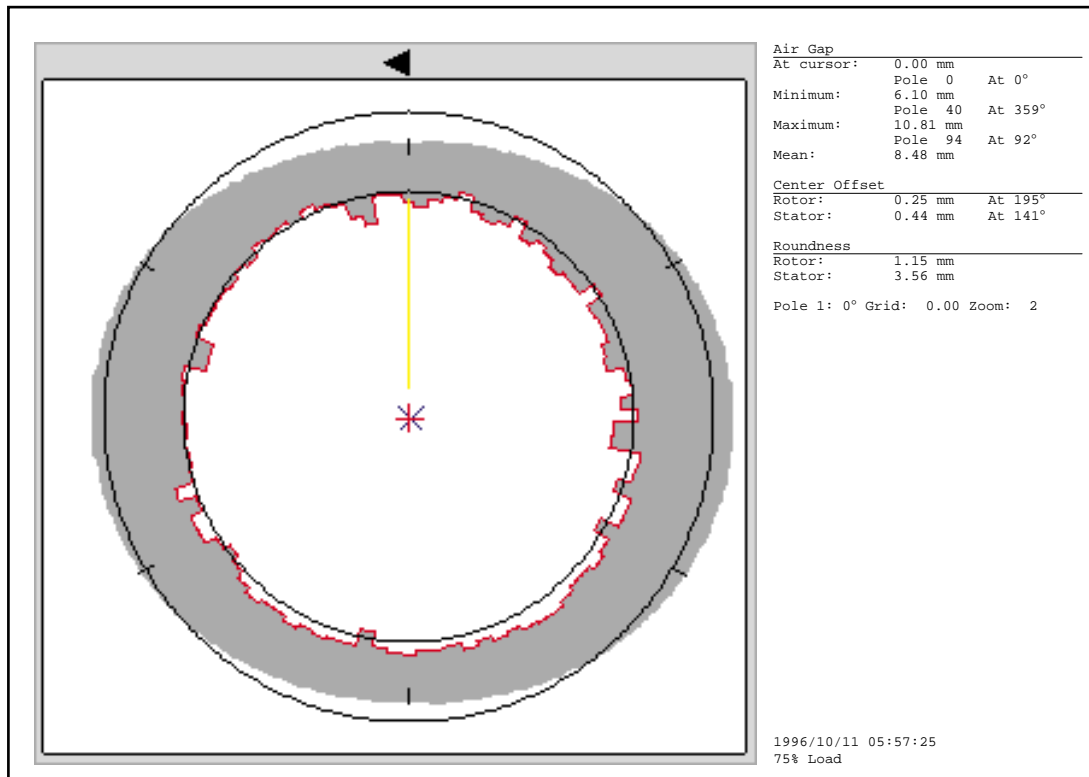 Air Gap
At cursor: 0.00 mm
Pole 0 At 0°
Minimum: 6.10 mm
Pole 40 At 359°
Maximum: 10.81 mm
Pole 94 At 92°
Mean: 8.48 mm
Center Offset
Rotor: 0.25 mm At 195°
Stator: 0.44 mm At 141°
Roundness
Rotor: 1.15 mm
Stator: 3.56 mm
Pole 1: 0° Grid: 0.00 Zoom: 2
1996/10/11 05:57:25
75% Load